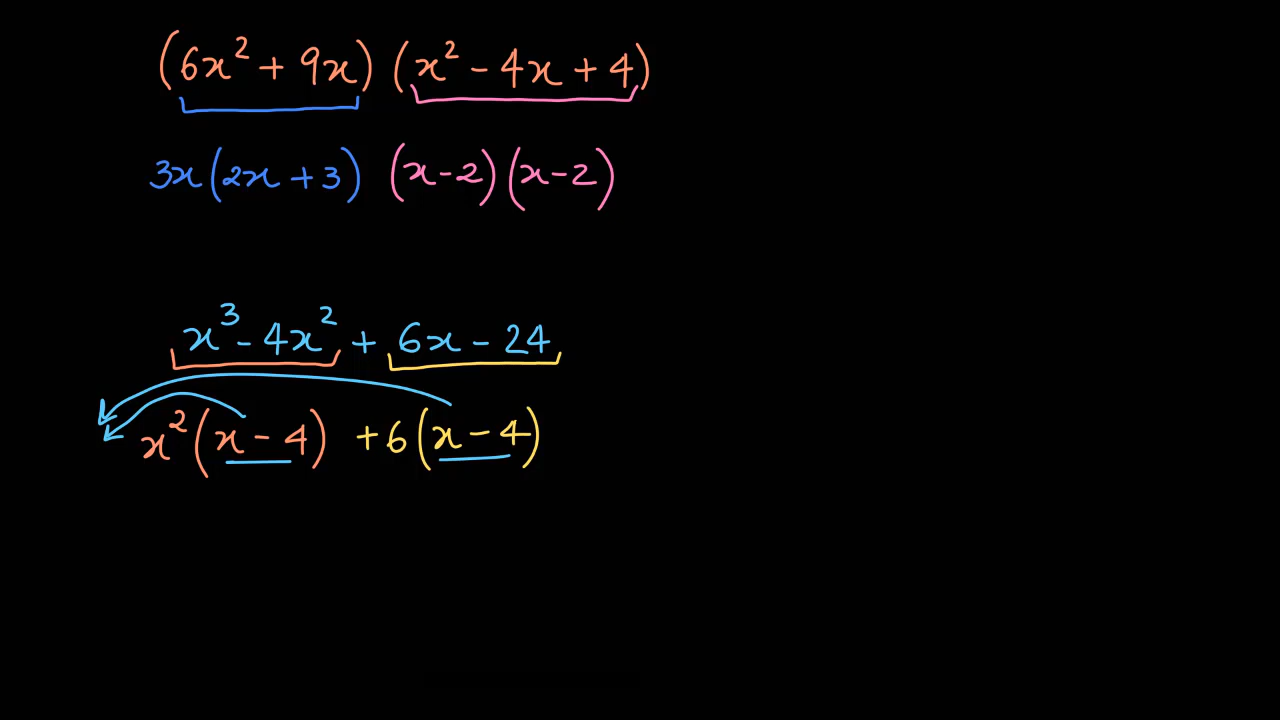 (6x² + 9x) (x² - 4x + 4)
3x(2x + 3) (x - 2)(x - 2)
x³ - 4x² + 6x - 24
x²(x - 4) + 6(x - 4)